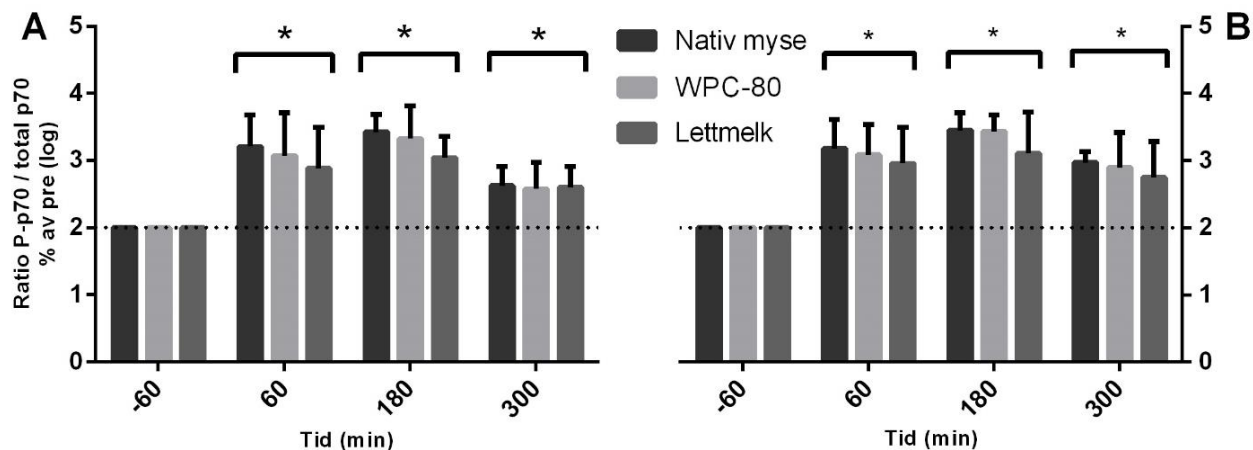 A
B
Ratio P-p70 / total p70
% av pre (log)
5
4
3
2
1
0
* * *
Nativ myse
WPC-80
Lettmelk
* * *
5
4
3
2
1
0
-60 60 180 300
Tid (min)
-60 60 180 300
Tid (min)